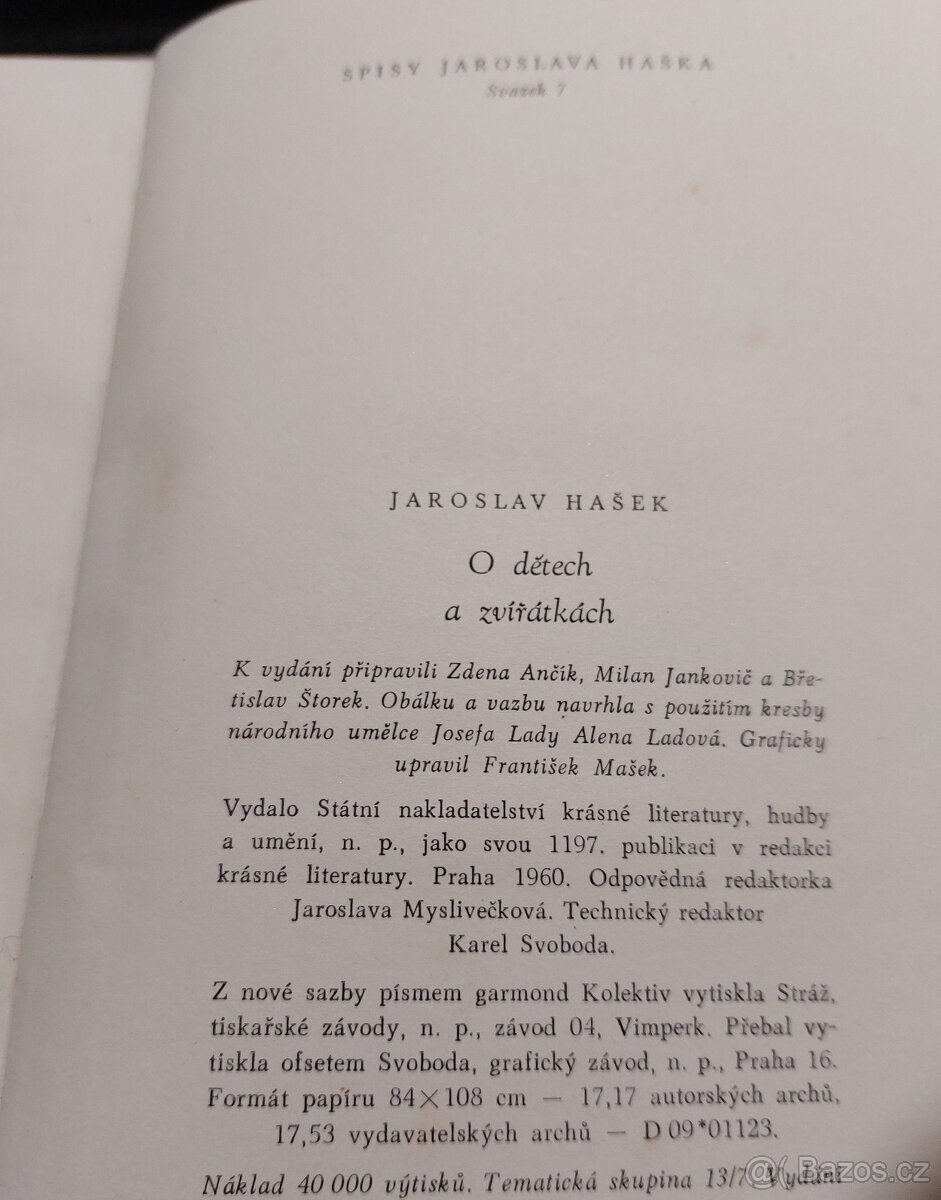 SPISY JAROSLAVA HAŠKA
Svazek 7
JAROSLAV HAŠEK
O dětech
a zvířátkách
K vydání připravili Zdena Ančík, Milan Jankovič a Bře-
tislav Štorek. Obálku a vazbu navrhla s použitím kresby
národního umělce Josefa Lady Alena Ladová. Graficky
upravil František Mašek.
Vydalo Státní nakladatelství krásné literatury, hudby
a umění, n. p., jako svou 1197. publikaci v redakci
krásné literatury. Praha 1960. Odpovědná redaktorka
Jaroslava Myslivečková. Technický redaktor
Karel Svoboda.
Z nové sazby písmem garmond Kolektiv vytiskla Stráž,
tiskařské závody, n. p., závod 04, Vimperk. Přebal vy-
tiskla ofsetem Svoboda, grafický závod, n. p., Praha 16.
Formát papíru 84×108 cm — 17,17 autorských archů,
17,53 vydavatelských archů — D 09*01123.
Náklad 40 000 výtisků. Tematická skupina 13/7. Vydání
Bazos.cz